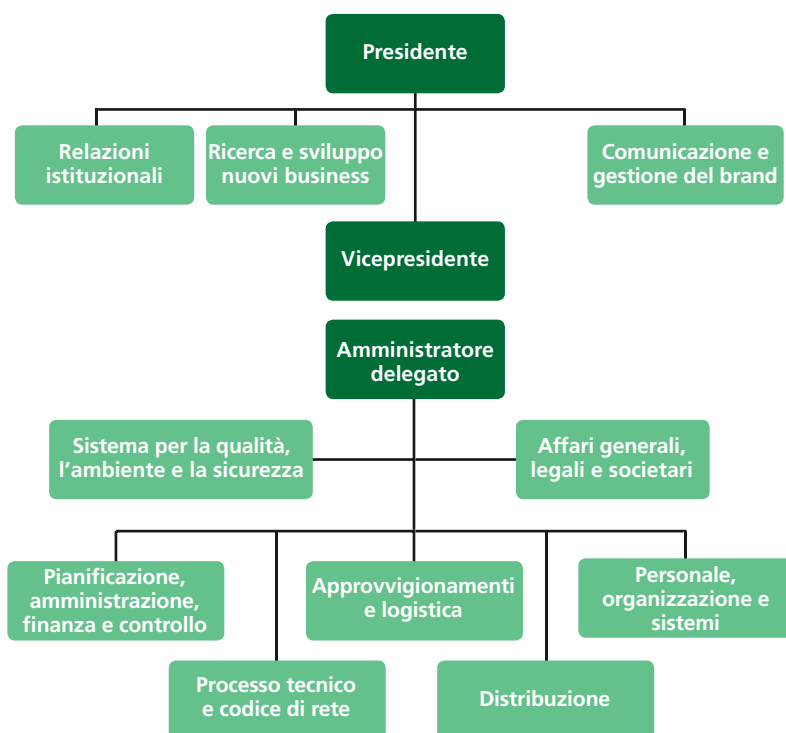 Presidente
Relazioni
istituzionali
Ricerca e sviluppo
nuovi business
Comunicazione e
gestione del brand
Vicepresidente
Amministratore
delegato
Sistema per la qualità,
l'ambiente e la sicurezza
Affari generali,
legali e societari
Pianificazione,
amministrazione,
finanza e controllo
Approvvigionamenti
e logistica
Personale,
organizzazione e
sistemi
Processo tecnico
e codice di rete
Distribuzione